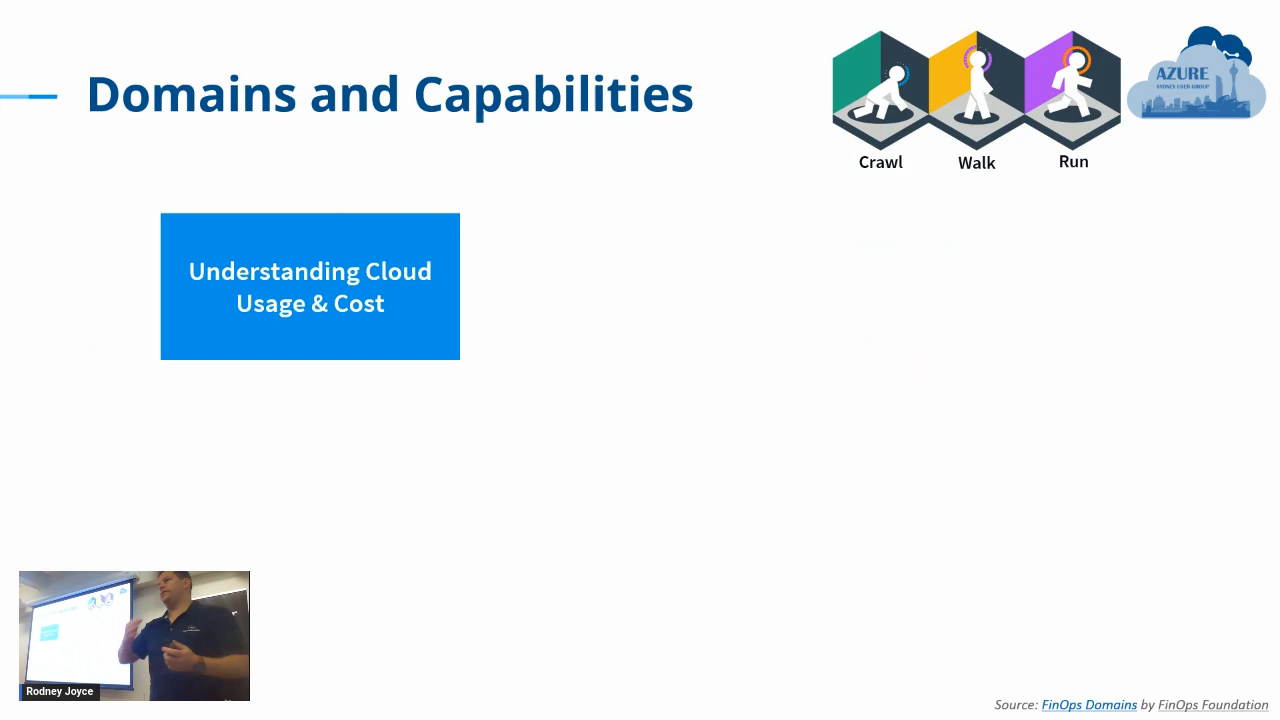 Domains and Capabilities
Crawl
Walk
Run
AZURE
SYDNEY USER GROUP
Understanding Cloud
Usage & Cost
Rodney Joyce
Source: FinOps Domains by FinOps Foundation